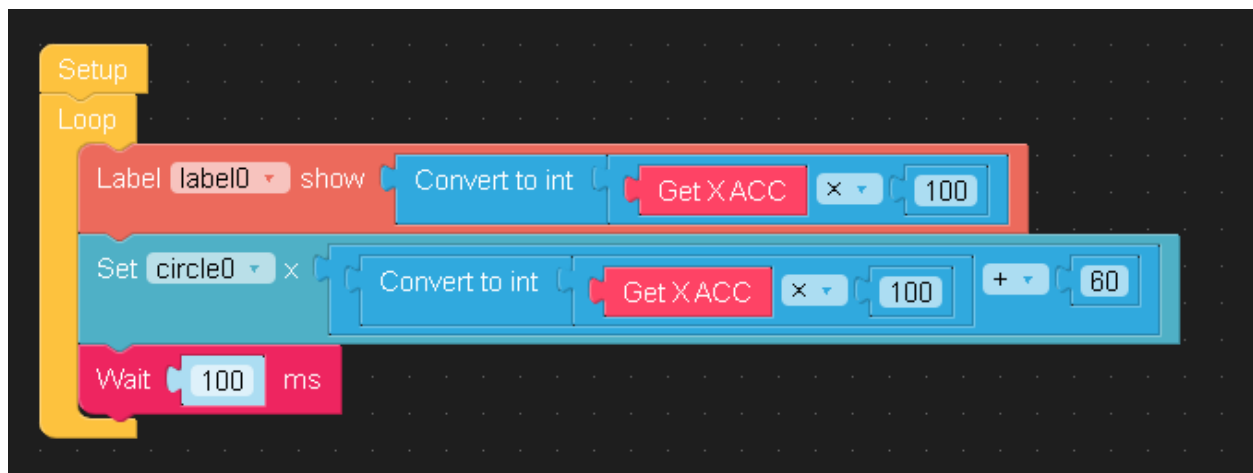 Setup
Loop
Label label0 show Convert to int Get X ACC × 100
Set circle0 x Convert to int Get X ACC × 100 + 60
Wait 100 ms